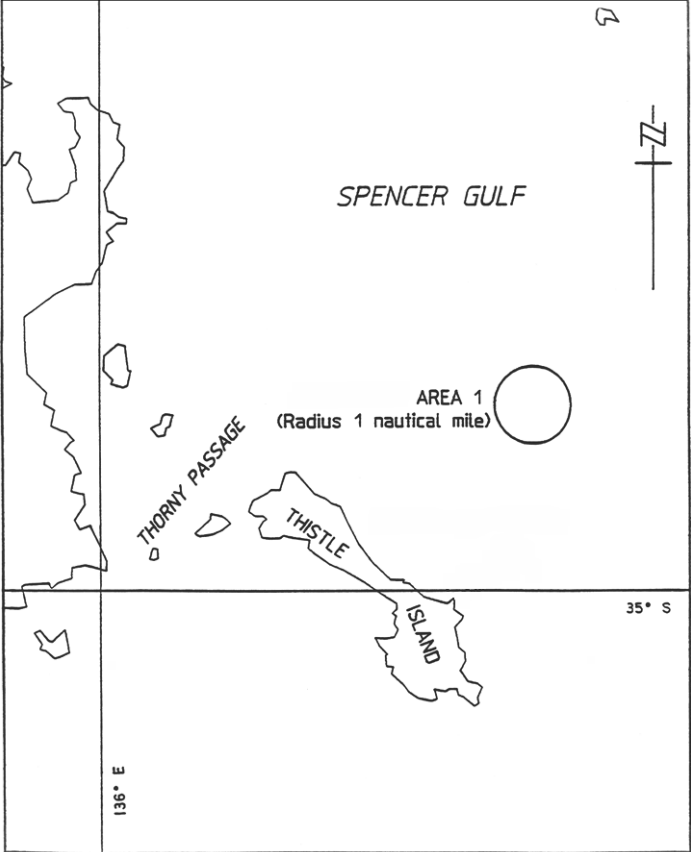 N
SPENCER GULF
AREA 1
(Radius 1 nautical mile)
THORNY PASSAGE
THISTLE
ISLAND
35° S
136° E